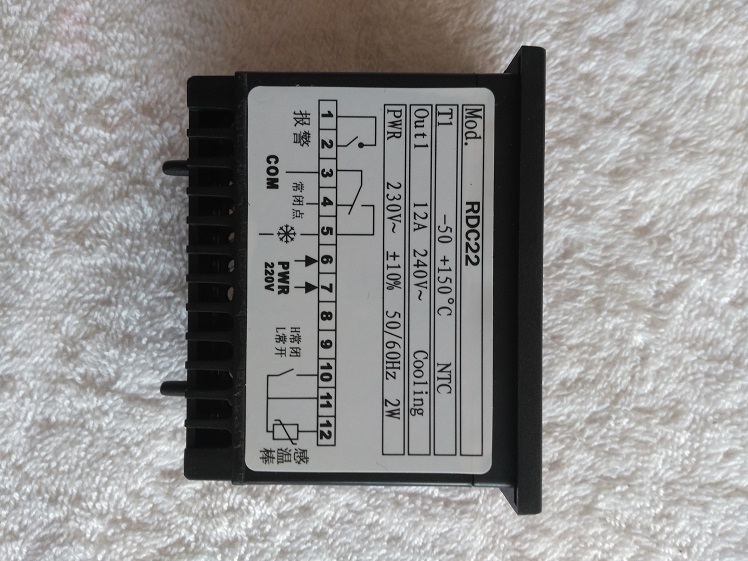 Mod. RDC22
T1 -50 +150°C NTC
Out1 12A 240V~ Cooling
PWR 230V~ ±10% 50/60Hz 2W
1 2 3 4 5 6 7 8 9 10 11 12
报警
COM
常闭点
PWR
220V
H常闭
L常开
感温棒